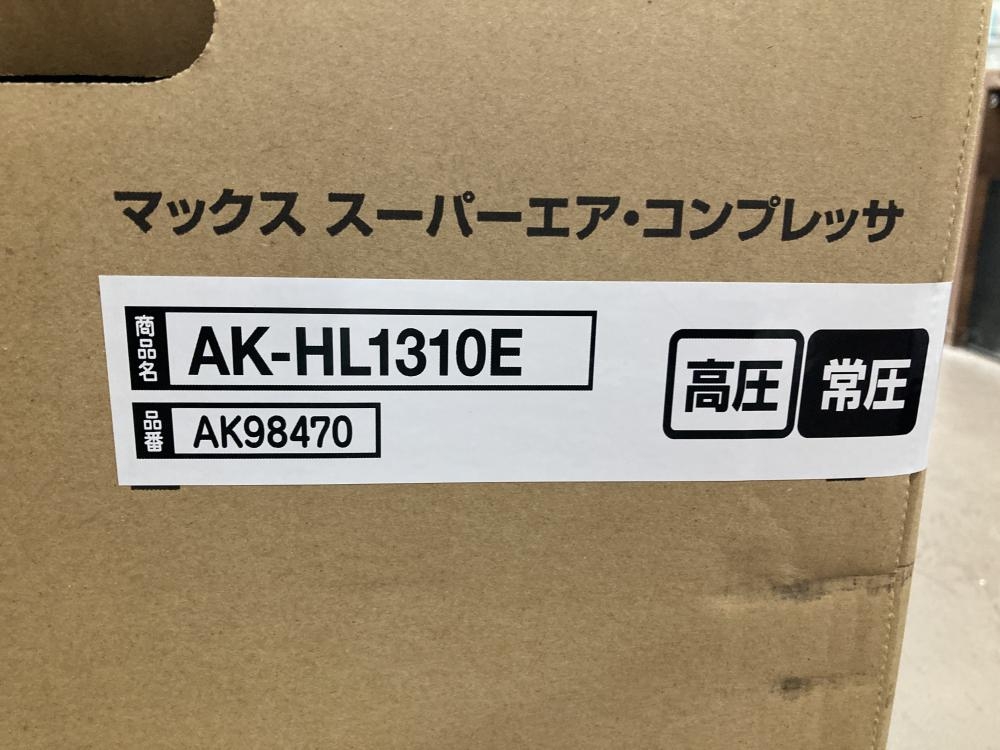 マックス スーパーエア・コンプレッサ
商品名 AK-HL1310E
高圧 常圧
品番 AK98470